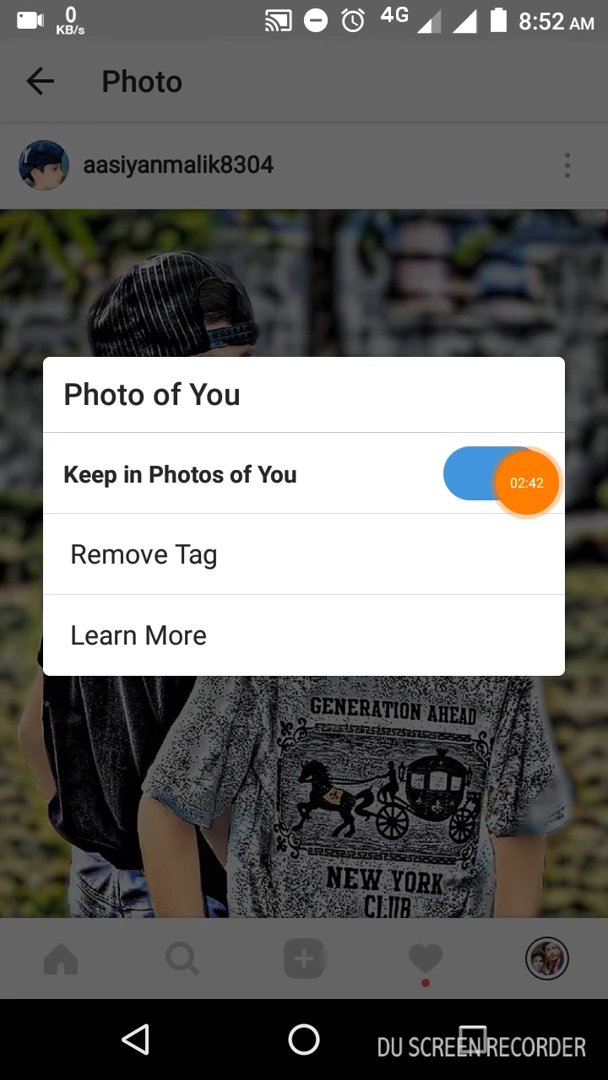 0
KB/s
4G
8:52 AM
Photo
aasiyanmalik8304
Photo of You
Keep in Photos of You
02:42
Remove Tag
Learn More
GENERATION AHEAD
NEW YORK
CLUB
DU SCREEN RECORDER